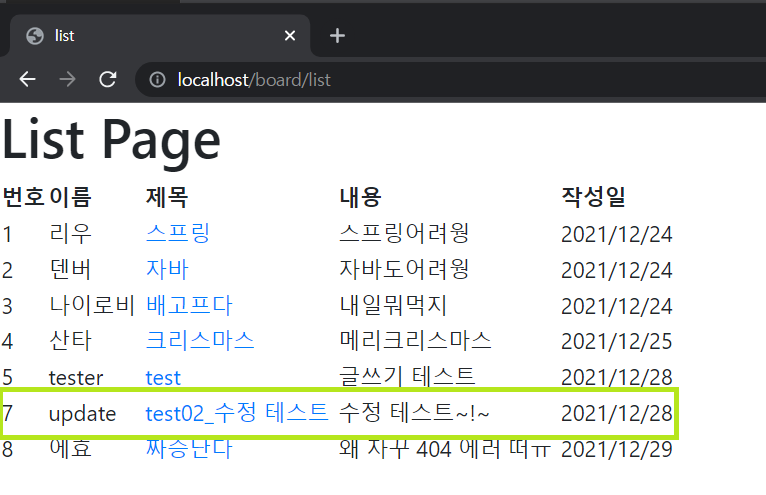 list
localhost/board/list
List Page
번호 이름 제목 내용 작성일
1 리우 스프링 스프링어려웡 2021/12/24
2 덴버 자바 자바도어려웡 2021/12/24
3 나이로비 배고프다 내일뭐먹지 2021/12/24
4 산타 크리스마스 메리크리스마스 2021/12/25
5 tester test 글쓰기 테스트 2021/12/28
7 update test02_수정 테스트 수정 테스트~!~ 2021/12/28
8 에효 짜승난다 왜 자꾸 404 에러 떠ㅠ 2021/12/29